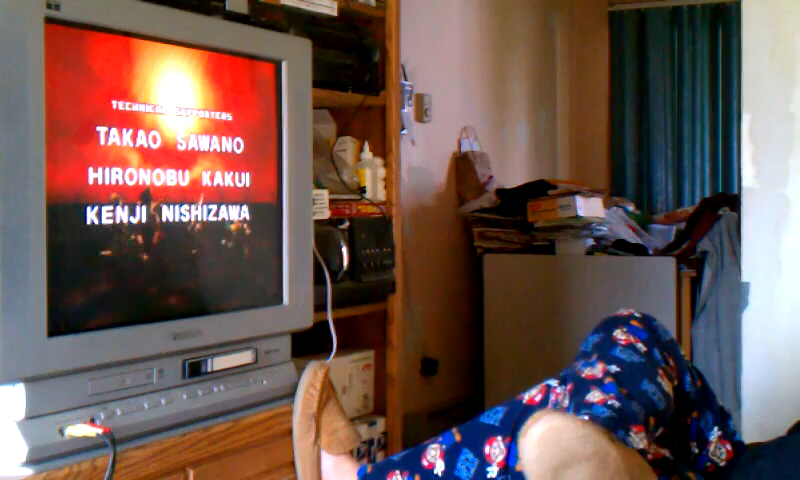 TECHNICAL SUPPORTERS
TAKAO SAWANO
HIRONOBU KAKUI
KENJI NISHIZAWA